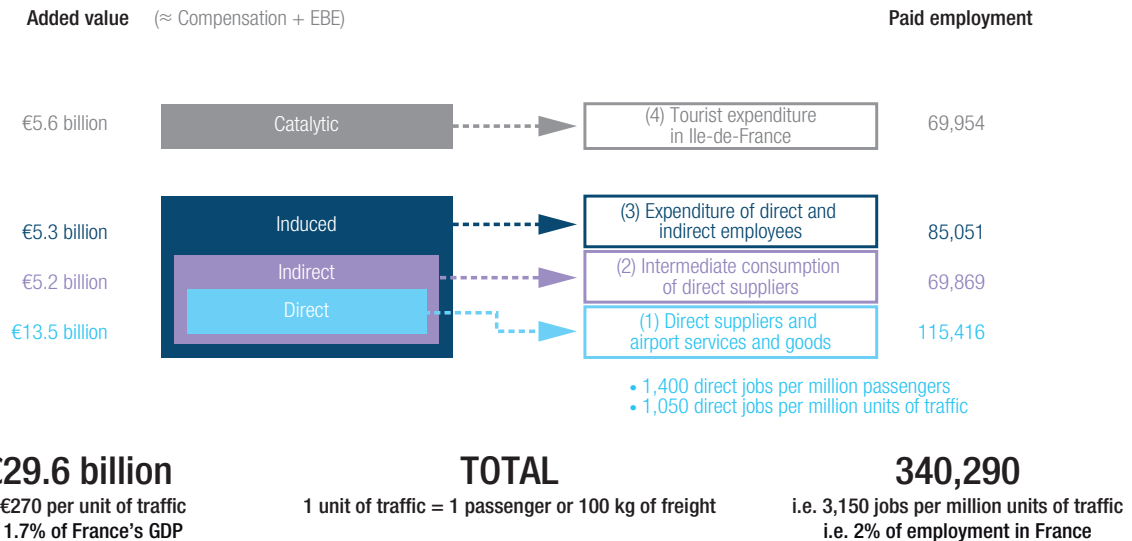 Added value (≈ Compensation + EBE) Paid employment
€5.6 billion Catalytic (4) Tourist expenditure
in Ile-de-France 69,954
€5.3 billion Induced (3) Expenditure of direct and
indirect employees 85,051
€5.2 billion Indirect (2) Intermediate consumption
of direct suppliers 69,869
€13.5 billion Direct (1) Direct suppliers and
airport services and goods 115,416
• 1,400 direct jobs per million passengers
• 1,050 direct jobs per million units of traffic
€29.6 billion TOTAL 340,290
€270 per unit of traffic 1 unit of traffic = 1 passenger or 100 kg of freight i.e. 3,150 jobs per million units of traffic
1.7% of France's GDP i.e. 2% of employment in France